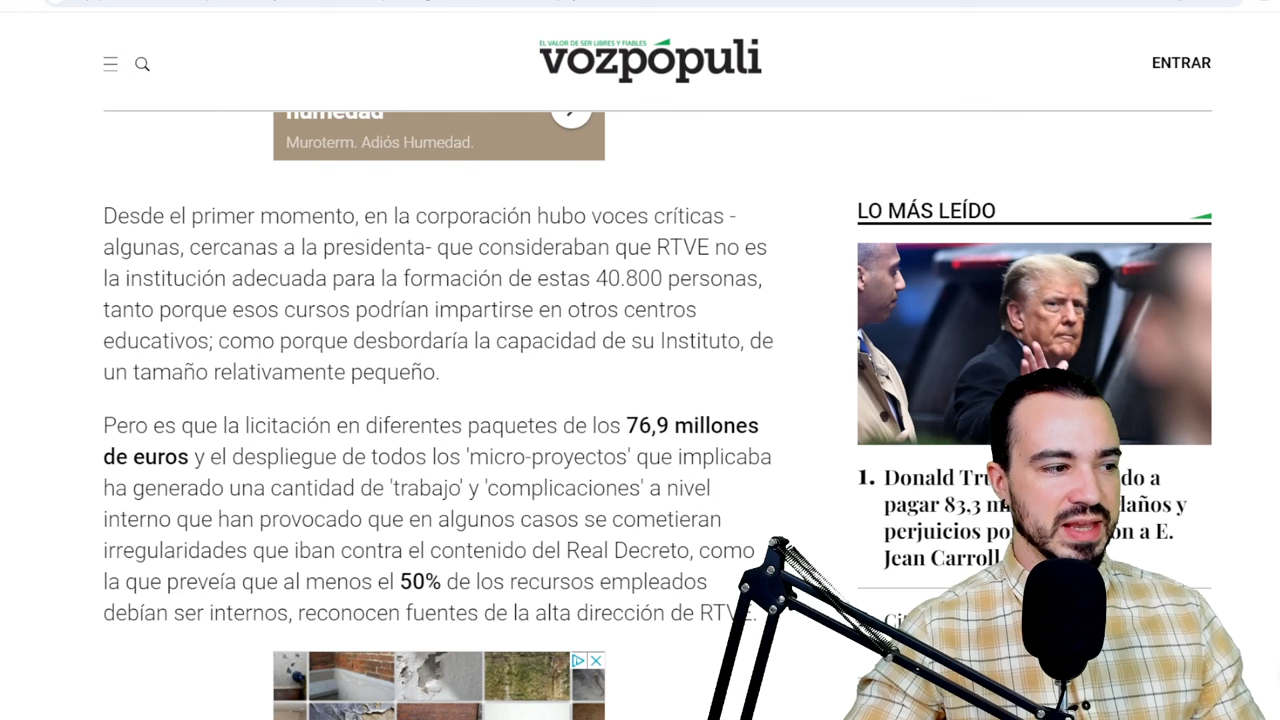 EL VALOR DE SER LIBRES Y FIABLES
vozpópuli
ENTRAR
humedad
Muroterm. Adiós Humedad.
Desde el primer momento, en la corporación hubo voces críticas -
algunas, cercanas a la presidenta- que consideraban que RTVE no es
la institución adecuada para la formación de estas 40.800 personas,
tanto porque esos cursos podrían impartirse en otros centros
educativos; como porque desbordaría la capacidad de su Instituto, de
un tamaño relativamente pequeño.
Pero es que la licitación en diferentes paquetes de los 76,9 millones
de euros y el despliegue de todos los 'micro-proyectos' que implicaba
ha generado una cantidad de 'trabajo' y 'complicaciones' a nivel
interno que han provocado que en algunos casos se cometieran
irregularidades que iban contra el contenido del Real Decreto, como
la que preveía que al menos el 50% de los recursos empleados
debían ser internos, reconocen fuentes de la alta dirección de RTVE.
LO MÁS LEÍDO
1. Donald a
pagar 83,3 daños y
perjuicios a E.
Jean Carroll